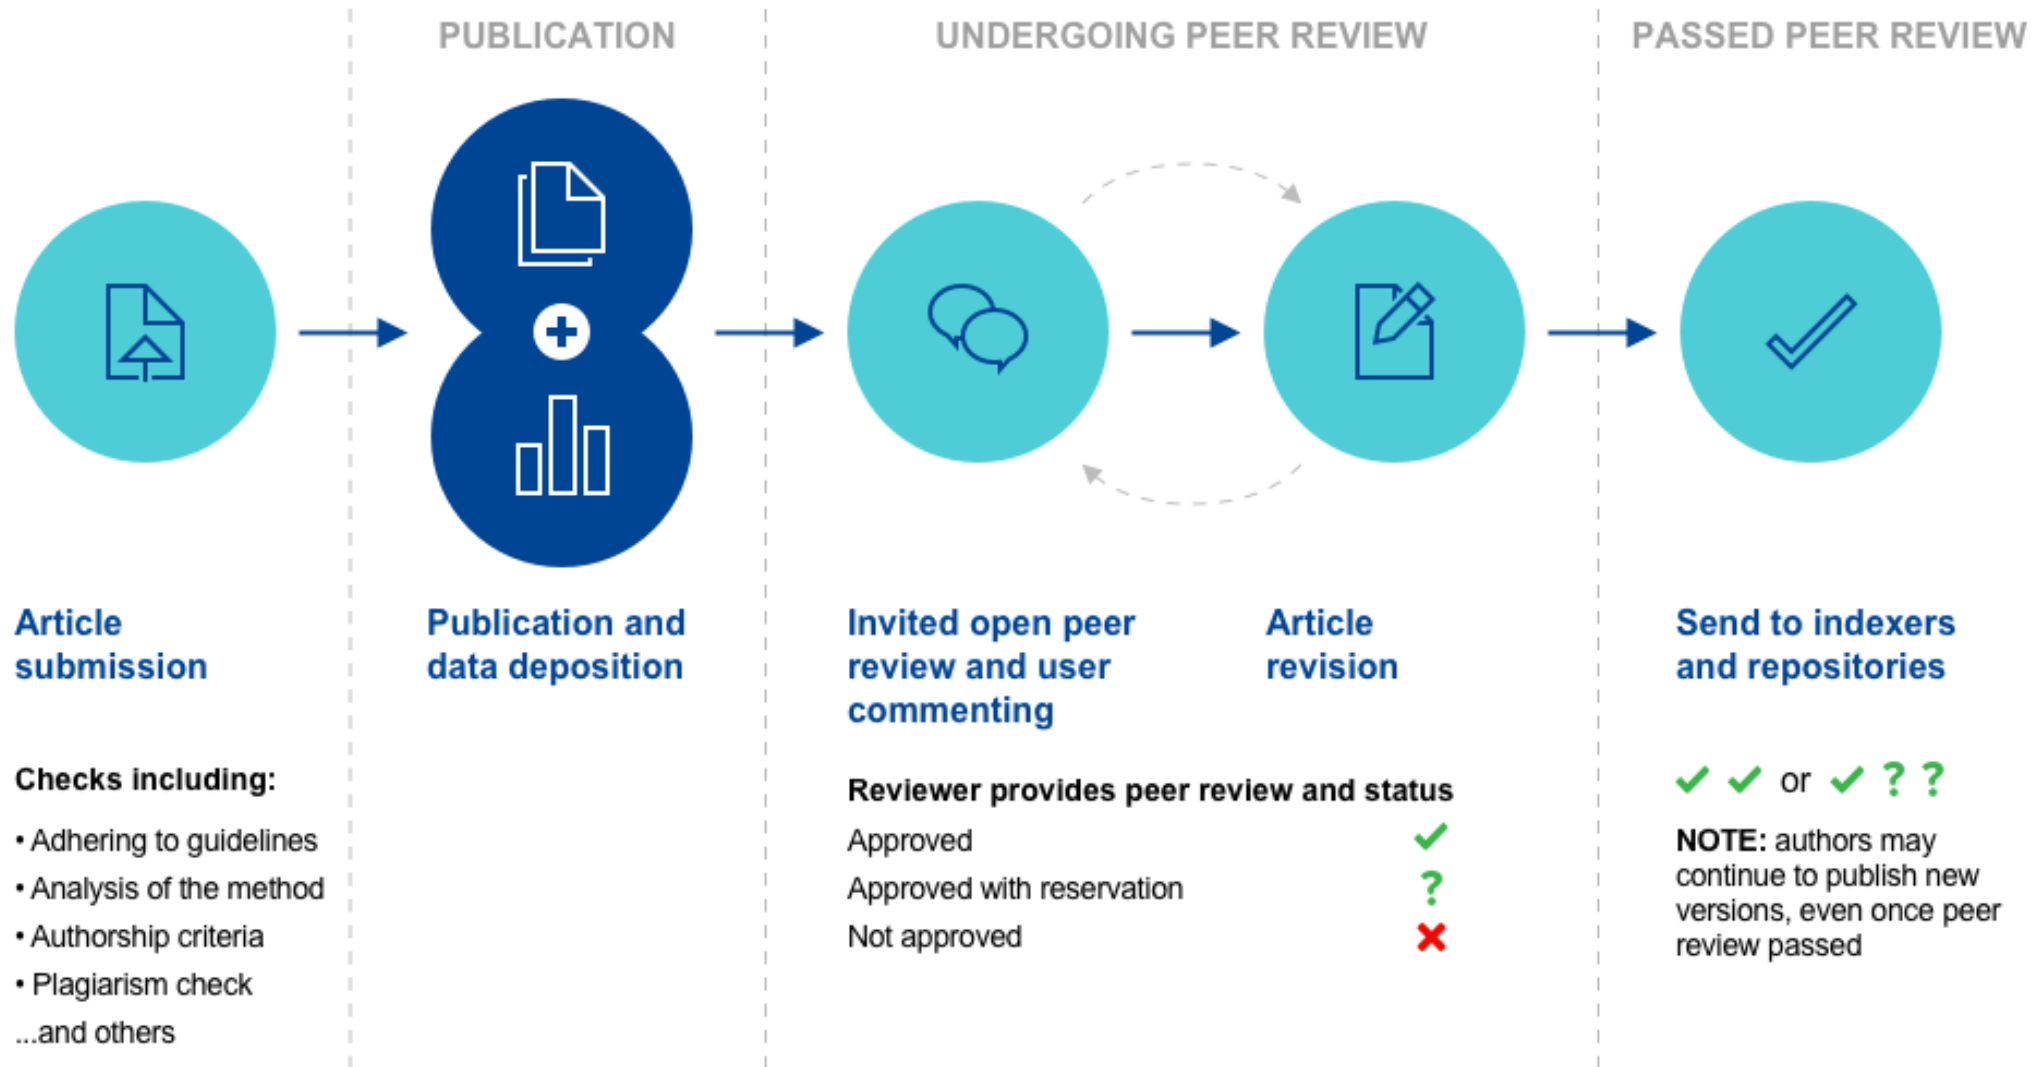 PUBLICATION
UNDERGOING PEER REVIEW
PASSED PEER REVIEW
Article
submission
Publication and
data deposition
Invited open peer
review and user
commenting
Article
revision
Send to indexers
and repositories
Checks including:
• Adhering to guidelines
• Analysis of the method
• Authorship criteria
• Plagiarism check
...and others
Reviewer provides peer review and status
Approved ✓
Approved with reservation ?
Not approved ✗
✓ ✓ or ✓ ? ?
NOTE: authors may
continue to publish new
versions, even once peer
review passed